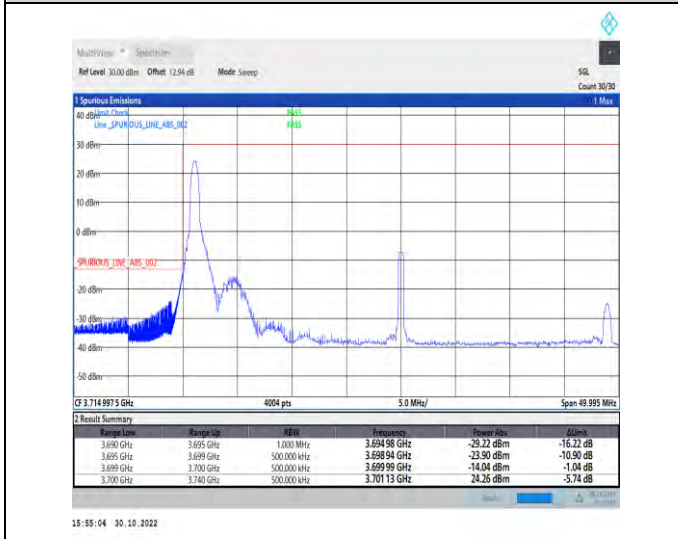 MultiView Spectrum
Ref Level 30.00 dBm Offset 12.94 dB Mode Sweep SGL
Count 30/30
1 Spurious Emissions 1 Max
40 dBm Limit Check PASS
Line _SPURIOUS_LINE_ABS_002 PASS
30 dBm
20 dBm
10 dBm
0 dBm
_SPURIOUS_LINE_ABS_002
-20 dBm
-30 dBm
-40 dBm
-50 dBm
CF 3.714 997 5 GHz 4004 pts 5.0 MHz/ Span 49.995 MHz
2 Result Summary
Range Low Range Up RBW Frequency Power Abs ΔLimit
3.690 GHz 3.695 GHz 1.000 MHz 3.694 98 GHz -29.22 dBm -16.22 dB
3.695 GHz 3.699 GHz 500.000 kHz 3.698 94 GHz -23.90 dBm -10.90 dB
3.699 GHz 3.700 GHz 500.000 kHz 3.699 99 GHz -14.04 dBm -1.04 dB
3.700 GHz 3.740 GHz 500.000 kHz 3.701 13 GHz 24.26 dBm -5.74 dB
15:55:04 30.10.2022